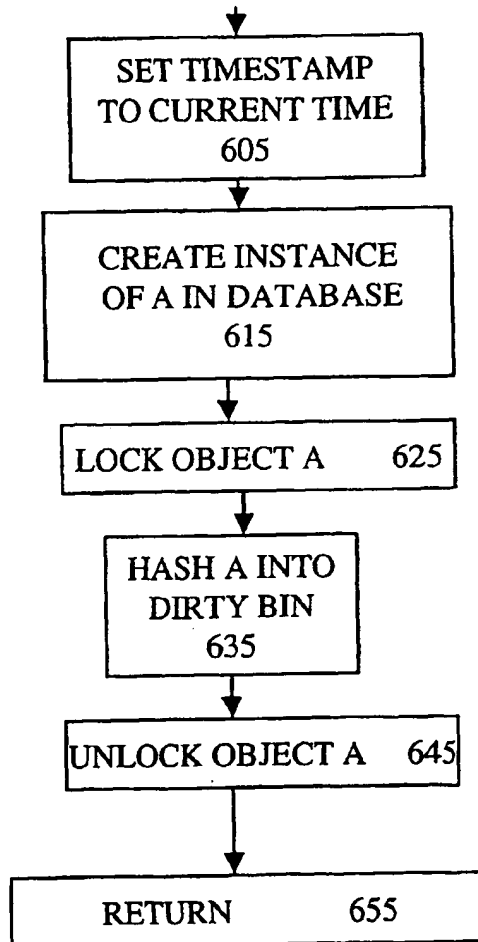 SET TIMESTAMP
TO CURRENT TIME
605
CREATE INSTANCE
OF A IN DATABASE
615
LOCK OBJECT A 625
HASH A INTO
DIRTY BIN
635
UNLOCK OBJECT A 645
RETURN 655